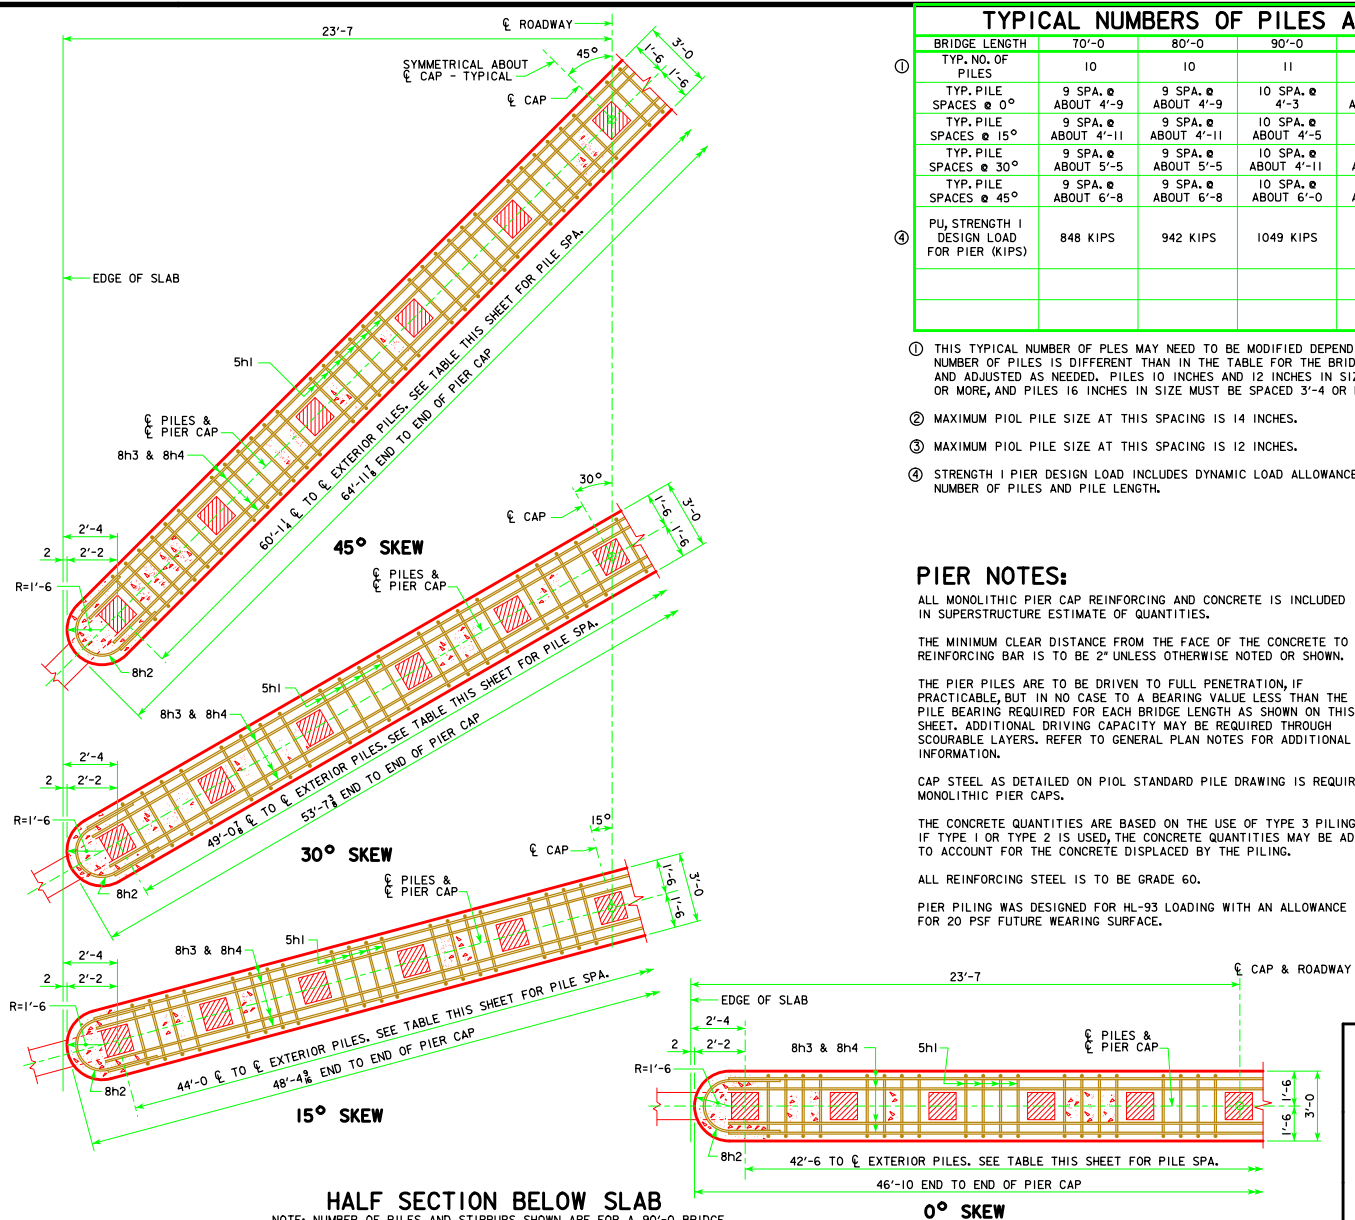 23'-7
℄ ROADWAY
45°
SYMMETRICAL ABOUT
℄ CAP - TYPICAL
℄ CAP
1'-6
1'-6
3'-0
EDGE OF SLAB
5h1
℄ PILES &
℄ PIER CAP
8h3 & 8h4
60'-1¼ ℄ TO ℄ EXTERIOR PILES. SEE TABLE THIS SHEET FOR PILE SPA.
64'-11⅞ END TO END OF PIER CAP
2'-4
2
2'-2
R=1'-6
8h2
45° SKEW
30°
℄ CAP
1'-6
1'-6
3'-0
℄ PILES &
℄ PIER CAP
5h1
8h3 & 8h4
2'-4
2
2'-2
R=1'-6
8h2
49'-0⅞ ℄ TO ℄ EXTERIOR PILES. SEE TABLE THIS SHEET FOR PILE SPA.
53'-7⅜ END TO END OF PIER CAP
30° SKEW
15°
℄ CAP
1'-6
1'-6
3'-0
℄ PILES &
℄ PIER CAP
5h1
8h3 & 8h4
2'-4
2
2'-2
R=1'-6
8h2
44'-0 ℄ TO ℄ EXTERIOR PILES. SEE TABLE THIS SHEET FOR PILE SPA.
48'-4 9/16 END TO END OF PIER CAP
15° SKEW
HALF SECTION BELOW SLAB
NOTE: NUMBER OF PILES AND STIRRUPS SHOWN ARE FOR A 90'-0 BRIDGE
TYPICAL NUMBERS OF PILES A
BRIDGE LENGTH 70'-0 80'-0 90'-0
① TYP. NO. OF
PILES 10 10 11
TYP. PILE 9 SPA. @ 9 SPA. @ 10 SPA. @
SPACES @ 0° ABOUT 4'-9 ABOUT 4'-9 4'-3 A
TYP. PILE 9 SPA. @ 9 SPA. @ 10 SPA. @
SPACES @ 15° ABOUT 4'-11 ABOUT 4'-11 ABOUT 4'-5
TYP. PILE 9 SPA. @ 9 SPA. @ 10 SPA. @
SPACES @ 30° ABOUT 5'-5 ABOUT 5'-5 ABOUT 4'-11 A
TYP. PILE 9 SPA. @ 9 SPA. @ 10 SPA. @
SPACES @ 45° ABOUT 6'-8 ABOUT 6'-8 ABOUT 6'-0 A
PU, STRENGTH I
④ DESIGN LOAD 848 KIPS 942 KIPS 1049 KIPS
FOR PIER (KIPS)
① THIS TYPICAL NUMBER OF PLES MAY NEED TO BE MODIFIED DEPEND
NUMBER OF PILES IS DIFFERENT THAN IN THE TABLE FOR THE BRID
AND ADJUSTED AS NEEDED. PILES 10 INCHES AND 12 INCHES IN SIZ
OR MORE, AND PILES 16 INCHES IN SIZE MUST BE SPACED 3'-4 OR
② MAXIMUM P10L PILE SIZE AT THIS SPACING IS 14 INCHES.
③ MAXIMUM P10L PILE SIZE AT THIS SPACING IS 12 INCHES.
④ STRENGTH I PIER DESIGN LOAD INCLUDES DYNAMIC LOAD ALLOWANCE
NUMBER OF PILES AND PILE LENGTH.
PIER NOTES:
ALL MONOLITHIC PIER CAP REINFORCING AND CONCRETE IS INCLUDED
IN SUPERSTRUCTURE ESTIMATE OF QUANTITIES.
THE MINIMUM CLEAR DISTANCE FROM THE FACE OF THE CONCRETE TO
REINFORCING BAR IS TO BE 2" UNLESS OTHERWISE NOTED OR SHOWN.
THE PIER PILES ARE TO BE DRIVEN TO FULL PENETRATION, IF
PRACTICABLE, BUT IN NO CASE TO A BEARING VALUE LESS THAN THE
PILE BEARING REQUIRED FOR EACH BRIDGE LENGTH AS SHOWN ON THIS
SHEET. ADDITIONAL DRIVING CAPACITY MAY BE REQUIRED THROUGH
SCOURABLE LAYERS. REFER TO GENERAL PLAN NOTES FOR ADDITIONAL
INFORMATION.
CAP STEEL AS DETAILED ON P10L STANDARD PILE DRAWING IS REQUIR
MONOLITHIC PIER CAPS.
THE CONCRETE QUANTITIES ARE BASED ON THE USE OF TYPE 3 PILING
IF TYPE 1 OR TYPE 2 IS USED, THE CONCRETE QUANTITIES MAY BE AD
TO ACCOUNT FOR THE CONCRETE DISPLACED BY THE PILING.
ALL REINFORCING STEEL IS TO BE GRADE 60.
PIER PILING WAS DESIGNED FOR HL-93 LOADING WITH AN ALLOWANCE
FOR 20 PSF FUTURE WEARING SURFACE.
23'-7
℄ CAP & ROADWAY
EDGE OF SLAB
2'-4
2
2'-2
8h3 & 8h4
5h1
℄ PILES &
℄ PIER CAP
R=1'-6
1'-6
1'-6
3'-0
8h2
42'-6 TO ℄ EXTERIOR PILES. SEE TABLE THIS SHEET FOR PILE SPA.
46'-10 END TO END OF PIER CAP
0° SKEW